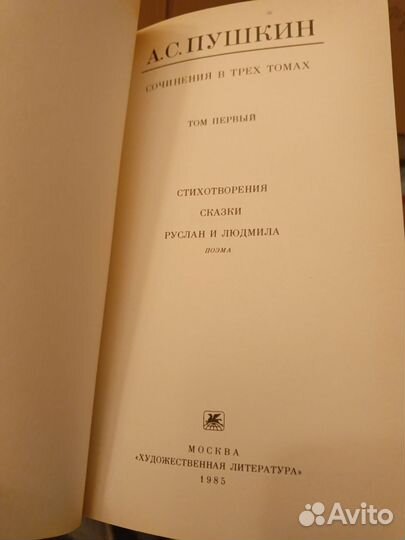 А.С.ПУШКИН
СОЧИНЕНИЯ В ТРЕХ ТОМАХ
ТОМ ПЕРВЫЙ
СТИХОТВОРЕНИЯ
СКАЗКИ
РУСЛАН И ЛЮДМИЛА
ПОЭМА
МОСКВА
«ХУДОЖЕСТВЕННАЯ ЛИТЕРАТУРА»
1985
Avito